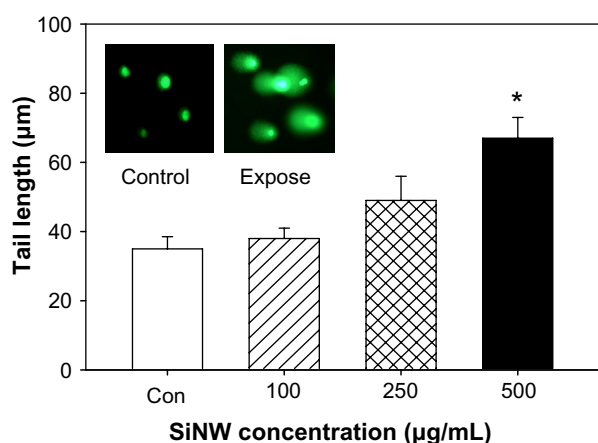 100
80
60
40
20
0
Tail length (µm)
Control Expose
*
Con 100 250 500
SiNW concentration (µg/mL)